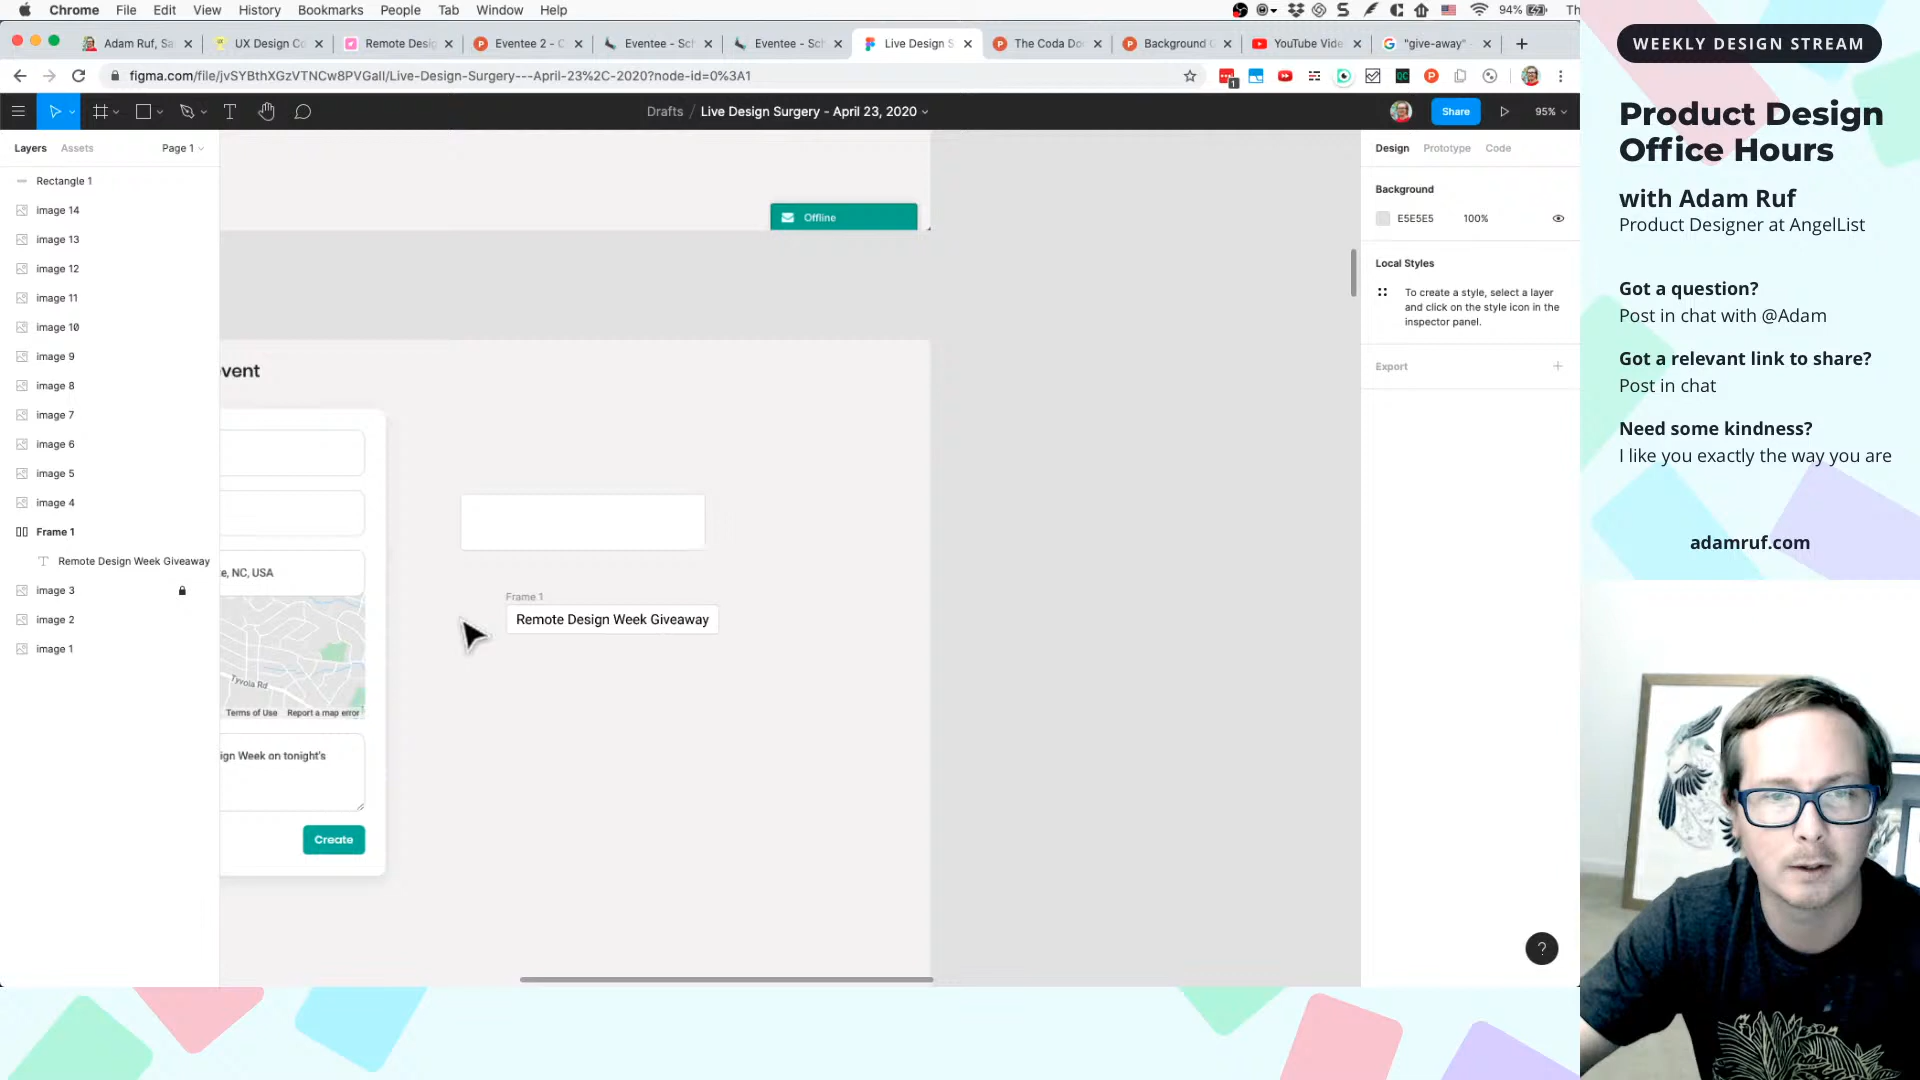 Chrome File Edit View History Bookmarks People Tab Window Help
94% Th
Adam Ruf, Sa
UX Design Co
Remote Desig
Eventee 2 - C
Eventee - Sch
Eventee - Sch
Live Design S
The Coda Do
Background
YouTube Vide
"give-away"
figma.com/file/jvSYBthXGzVTNCw8PVGaII/Live-Design-Surgery---April-23%2C-2020?node-id=0%3A1
Drafts / Live Design Surgery - April 23, 2020
Share
95%
Layers Assets Page 1
Rectangle 1
image 14
image 13
image 12
image 11
image 10
image 9
image 8
image 7
image 6
image 5
image 4
Frame 1
Remote Design Week Giveaway
image 3
image 2
image 1
Offline
vent
e, NC, USA
Tyvola Rd
Terms of Use Report a map error
ign Week on tonight's
Create
Frame 1
Remote Design Week Giveaway
Design Prototype Code
Background
E5E5E5 100%
Local Styles
To create a style, select a layer
and click on the style icon in the
inspector panel.
Export
?
WEEKLY DESIGN STREAM
Product Design
Office Hours
with Adam Ruf
Product Designer at AngelList
Got a question?
Post in chat with @Adam
Got a relevant link to share?
Post in chat
Need some kindness?
I like you exactly the way you are
adamruf.com